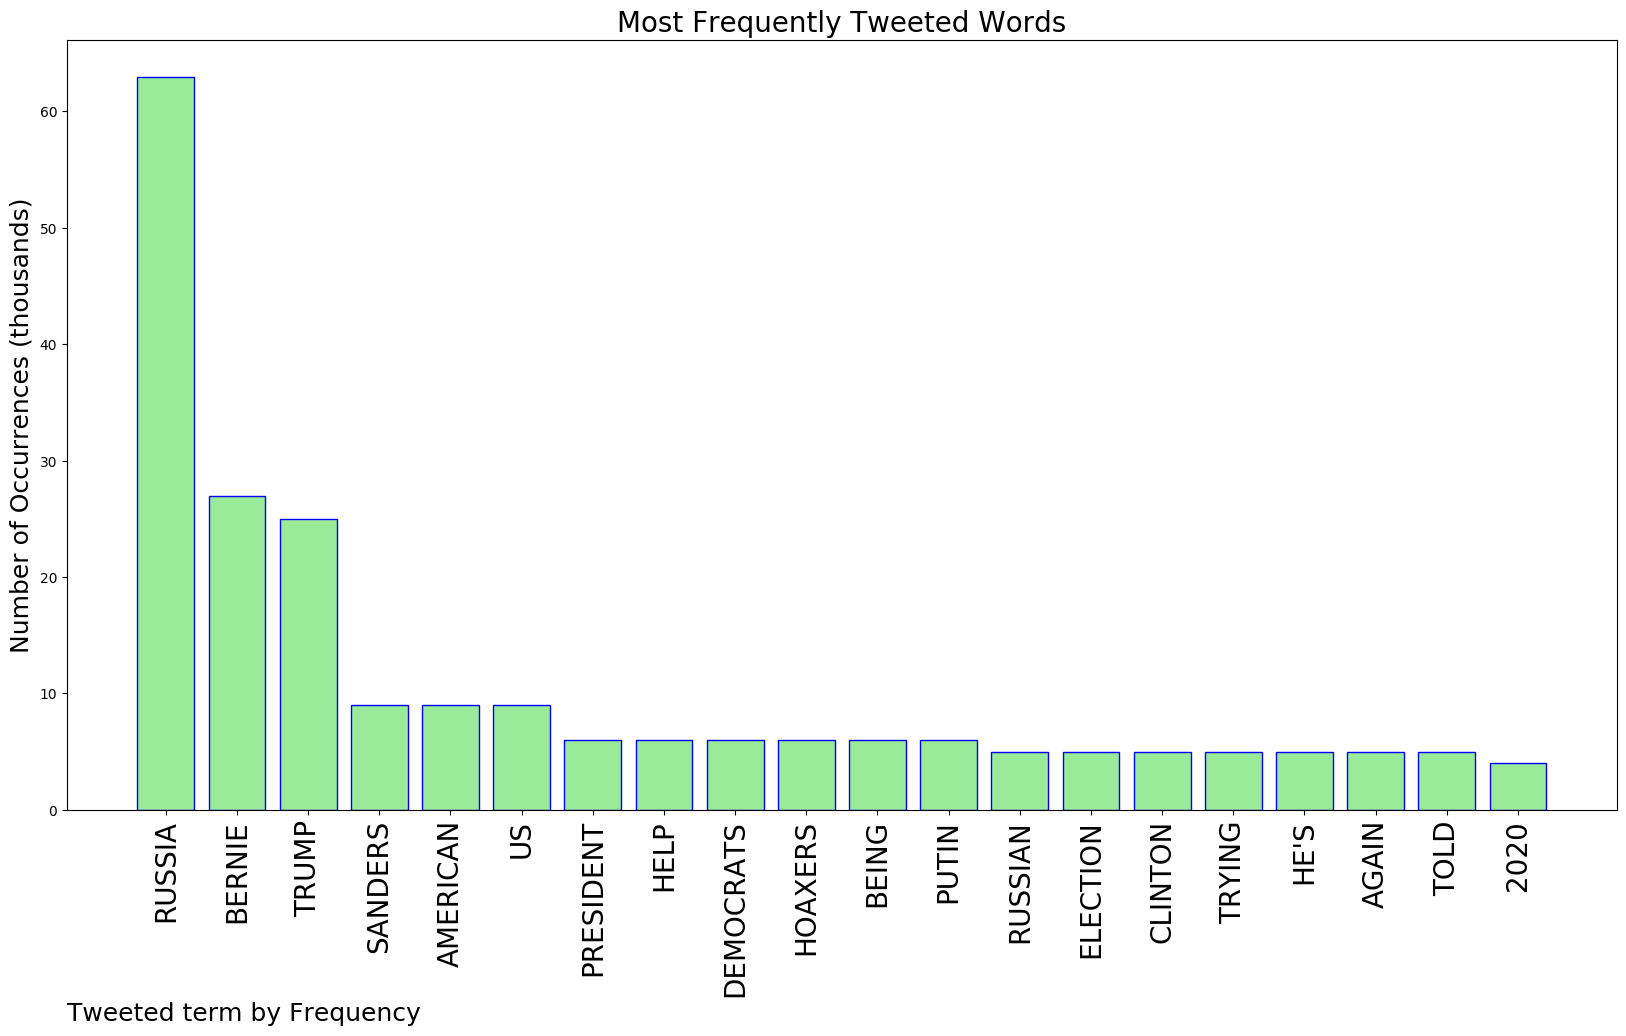 Most Frequently Tweeted Words
Number of Occurrences (thousands)
60
50
40
30
20
10
0
RUSSIA
BERNIE
TRUMP
SANDERS
AMERICAN
US
PRESIDENT
HELP
DEMOCRATS
HOAXERS
BEING
PUTIN
RUSSIAN
ELECTION
CLINTON
TRYING
HE'S
AGAIN
TOLD
2020
Tweeted term by Frequency